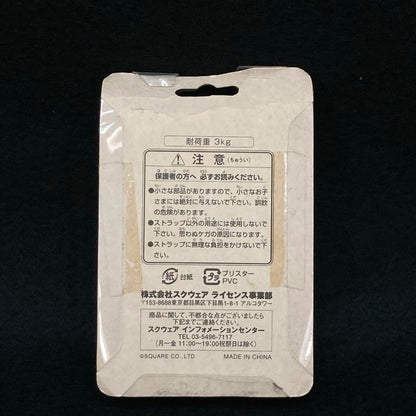 耐荷重 3kg
注意(ちゅうい)
保護者の方へ 必ずお読みください。
●小さな部品がありますので、小さなお子
さまには絶対に与えないで下さい。誤飲
の危険があります。
●ストラップ以外の用途には使用しないで
下さい。思わぬケガの原因になります。
●ストラップに無理な負担をかけないで下
さい。
紙 台紙 プラ ブリスター
PVC
株式会社スクウェア ライセンス事業部
〒153-8688東京都目黒区下目黒1-8-1 アルコタワー
商品に関して、不都合な点がございましたら
下記までご連絡ください。
スクウェア インフォメーションセンター
TEL 03-5496-7117
(月〜金 11:00〜19:00祝祭日は除く)
©SQUARE CO., LTD. MADE IN CHINA